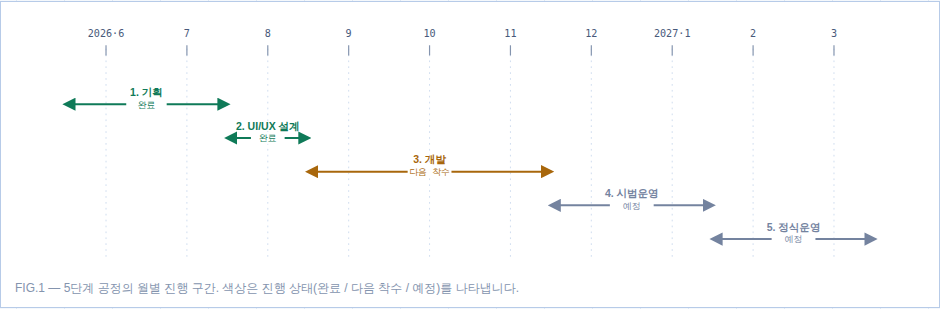 2026·6 7 8 9 10 11 12 2027·1 2 3
1. 기획
완료
2. UI/UX 설계
완료
3. 개발
다음 착수
4. 시범운영
예정
5. 정식운영
예정
FIG.1 — 5단계 공정의 월별 진행 구간. 색상은 진행 상태(완료 / 다음 착수 / 예정)를 나타냅니다.